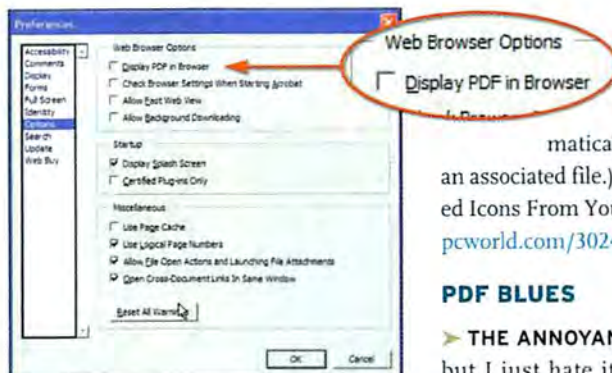 Preferences
Accessibility
Comments
Display
Forms
Full Screen
Identity
Options
Search
Update
Web Buy
Web Browser Options
Display PDF in Browser
Check Browser Settings When Starting Acrobat
Allow Fast Web View
Allow Background Downloading
Startup
Display Splash Screen
Certified Plug-ins Only
Miscellaneous
Use Page Cache
Use Logical Page Numbers
Allow File Open Actions and Launching File Attachments
Open Cross-Document Links In Same Window
Reset All
OK Cancel
Web Browser Options
Display PDF in Browser
matica
an associated file.)
ed Icons From You
pcworld.com/3024
PDF BLUES
THE ANNOYAN
but I just hate it